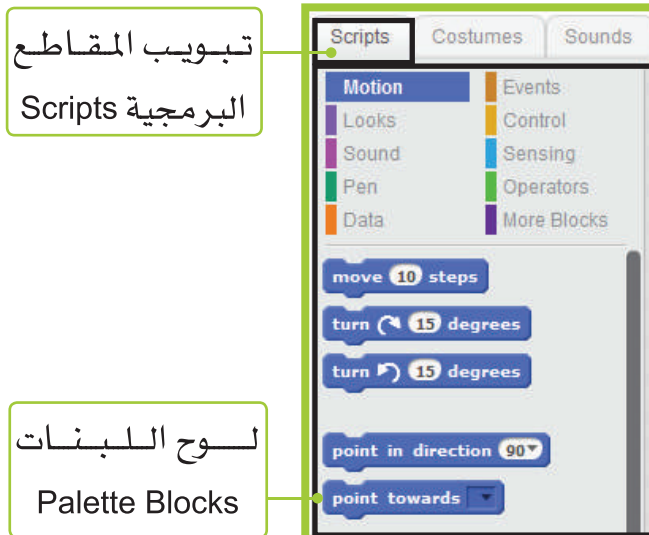 تبويب المقاطع
البرمجية Scripts
Scripts Costumes Sounds
Motion Events
Looks Control
Sound Sensing
Pen Operators
Data More Blocks
move 10 steps
turn 15 degrees
turn 15 degrees
point in direction 90
point towards
لوح اللبنات
Palette Blocks